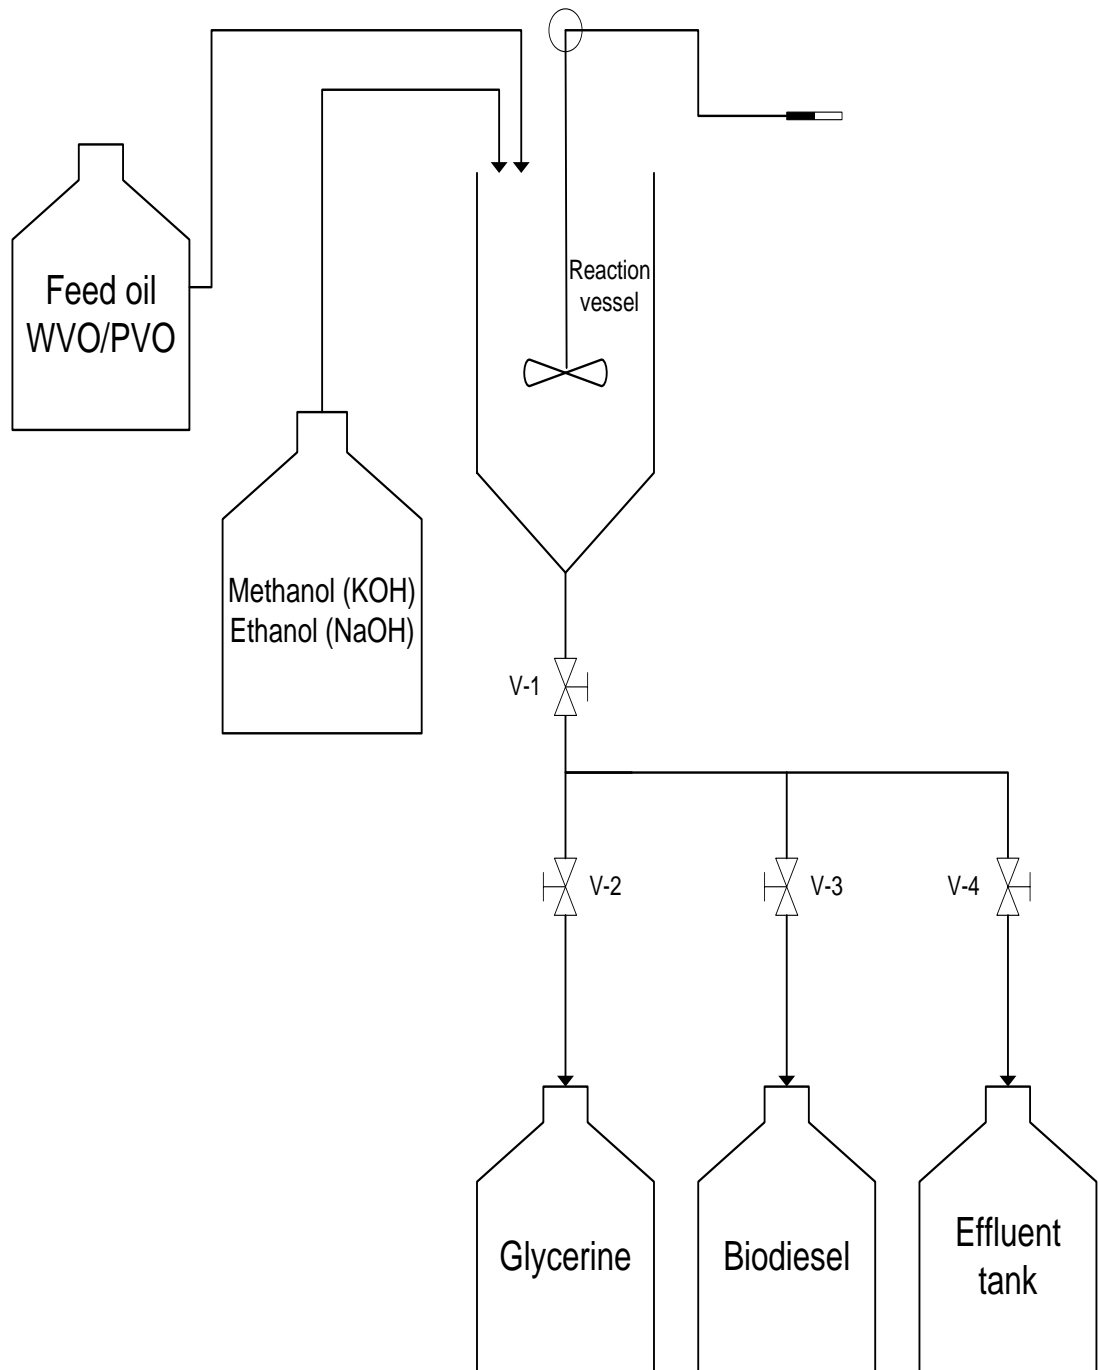 Feed oil
WVO/PVO
Reaction
vessel
Methanol (KOH)
Ethanol (NaOH)
V-1
V-2
V-3
V-4
Glycerine
Biodiesel
Effluent
tank